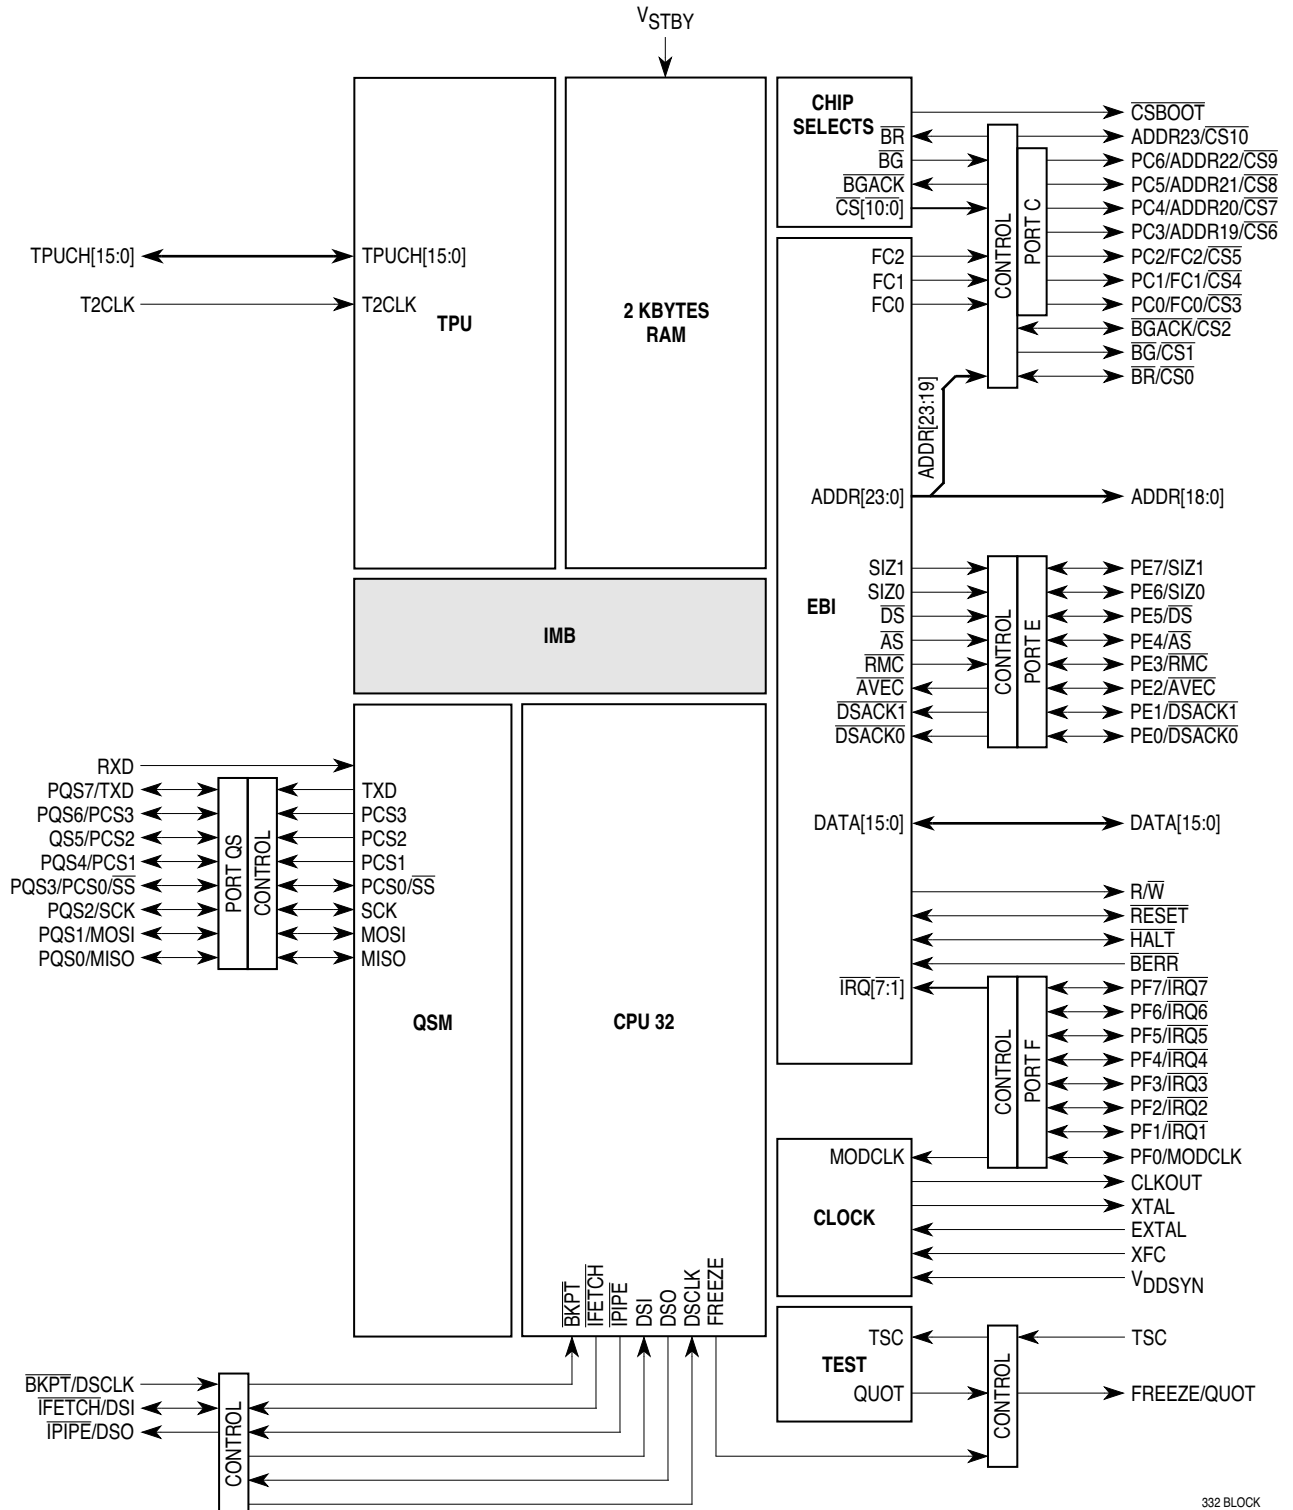 VSTBY
CHIP
SELECTS
BR
BG
BGACK
CS[10:0]
CONTROL
PORT C
CSBOOT
ADDR23/CS10
PC6/ADDR22/CS9
PC5/ADDR21/CS8
PC4/ADDR20/CS7
PC3/ADDR19/CS6
PC2/FC2/CS5
PC1/FC1/CS4
PC0/FC0/CS3
BGACK/CS2
BG/CS1
BR/CS0
TPUCH[15:0]
T2CLK
TPUCH[15:0]
T2CLK
TPU
2 KBYTES
RAM
FC2
FC1
FC0
ADDR[23:19]
ADDR[23:0]
ADDR[18:0]
EBI
SIZ1
SIZ0
DS
AS
RMC
AVEC
DSACK1
DSACK0
CONTROL
PORT E
PE7/SIZ1
PE6/SIZ0
PE5/DS
PE4/AS
PE3/RMC
PE2/AVEC
PE1/DSACK1
PE0/DSACK0
IMB
RXD
PQS7/TXD
PQS6/PCS3
QS5/PCS2
PQS4/PCS1
PQS3/PCS0/SS
PQS2/SCK
PQS1/MOSI
PQS0/MISO
PORT QS
CONTROL
TXD
PCS3
PCS2
PCS1
PCS0/SS
SCK
MOSI
MISO
QSM
CPU 32
DATA[15:0]
DATA[15:0]
R/W
RESET
HALT
BERR
IRQ[7:1]
CONTROL
PORT F
PF7/IRQ7
PF6/IRQ6
PF5/IRQ5
PF4/IRQ4
PF3/IRQ3
PF2/IRQ2
PF1/IRQ1
PF0/MODCLK
MODCLK
CLOCK
CLKOUT
XTAL
EXTAL
XFC
VDDSYN
BKPT
IFETCH
IPIPE
DSI
DSO
DSCLK
FREEZE
TSC
TEST
QUOT
CONTROL
TSC
FREEZE/QUOT
BKPT/DSCLK
IFETCH/DSI
IPIPE/DSO
CONTROL
332 BLOCK